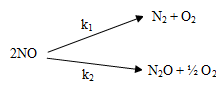 N₂ + O₂
k₁
2NO
k₂
N₂O + ½ O₂